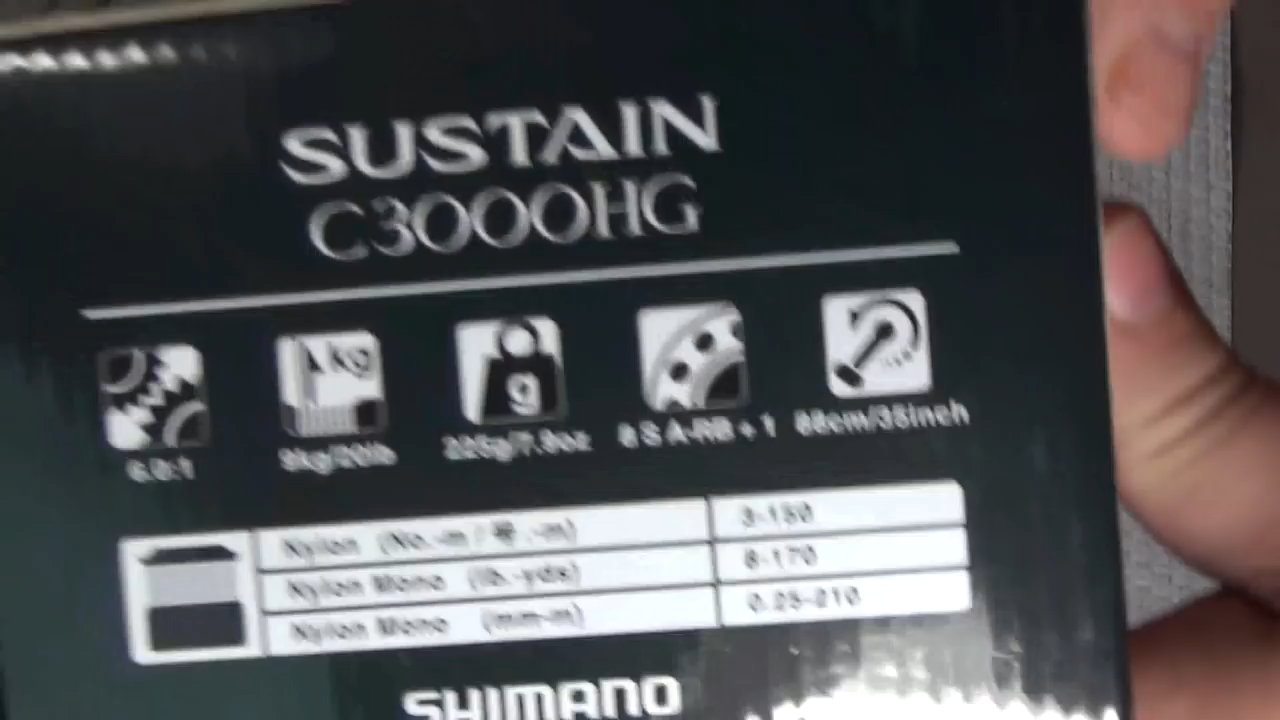 SUSTAIN
C3000HG
kg
g
6.0:1
9kg/20lb
225g/7.9oz
8 S A-RB + 1
88cm/35inch
Nylon (No.-m / 号.-m) 3-150
Nylon Mono (lb.-yds) 8-170
Nylon Mono (mm-m) 0.25-210
SHIMANO